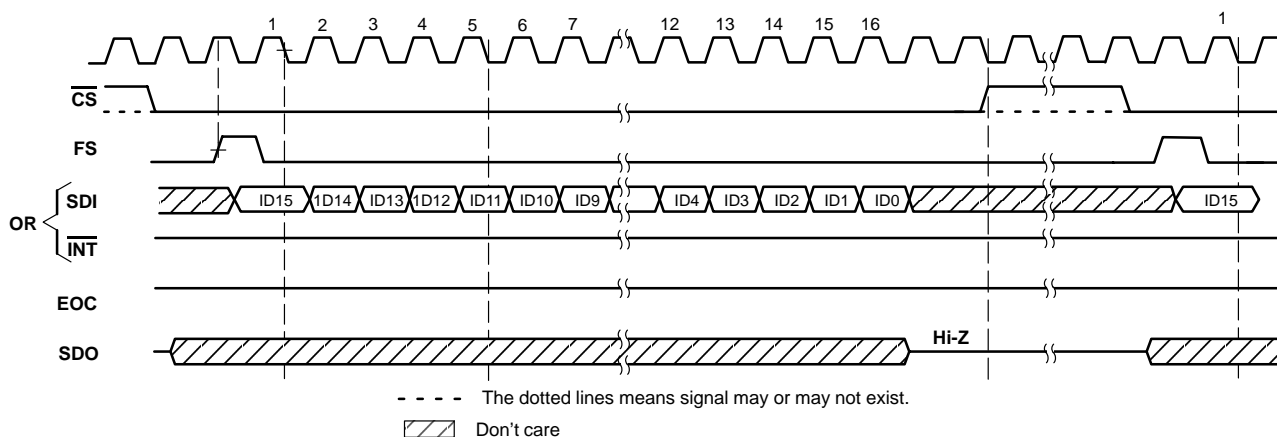 1 2 3 4 5 6 7 12 13 14 15 16 1
CS
FS
SDI ID15 1D14 ID13 1D12 ID11 ID10 ID9 ID4 ID3 ID2 ID1 ID0 ID15
OR
INT
EOC
SDO Hi-Z
The dotted lines means signal may or may not exist.
Don't care